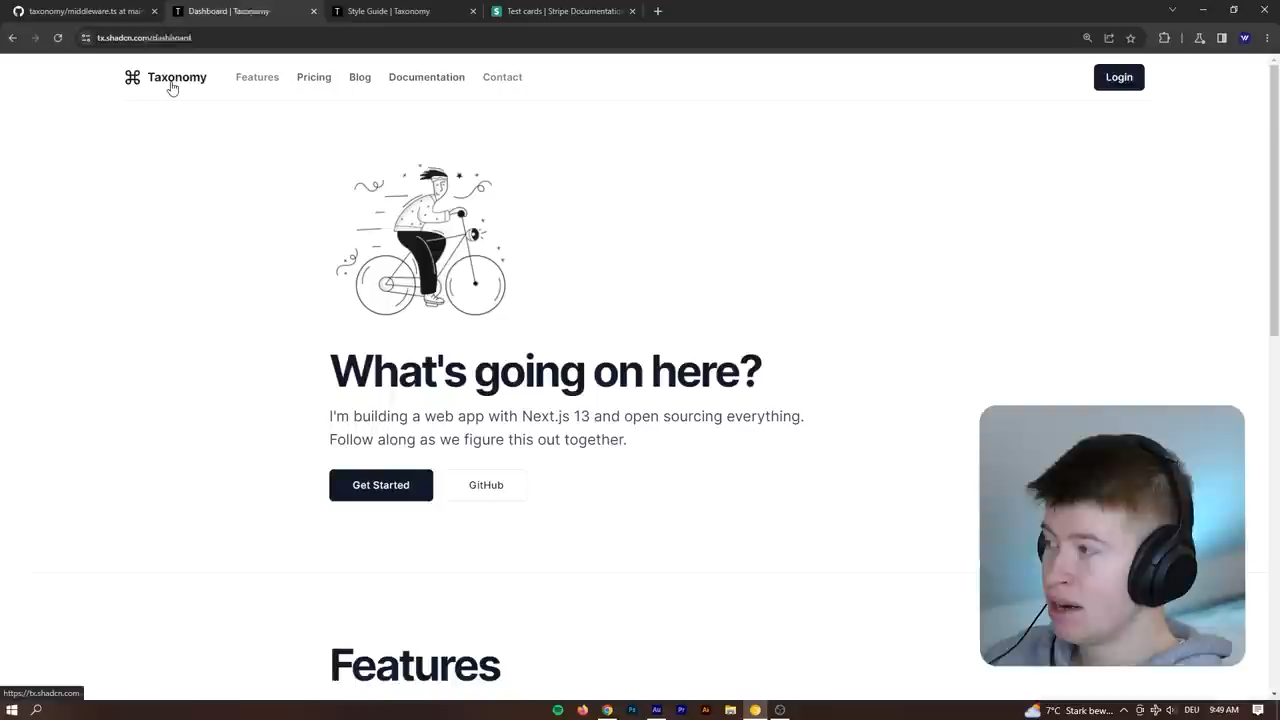 taxonomy/middleware.ts at mai
Dashboard | Taxonomy
Style Guide | Taxonomy
Test cards | Stripe Documentation
tx.shadcn.com/dashboard
Taxonomy
Features
Pricing
Blog
Documentation
Contact
Login
What's going on here?
I'm building a web app with Next.js 13 and open sourcing everything.
Follow along as we figure this out together.
Get Started
GitHub
Features
https://tx.shadcn.com
7°C Stark bew...
DEU
9:49 AM